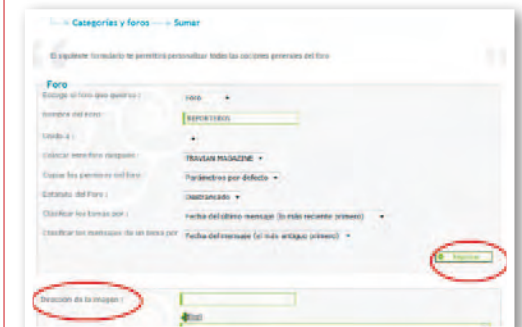 Categorías y foros → Sumar
El siguiente formulario te permitirá personalizar todas las opciones generales del foro
Foro
Escoge si foro que quieres : Foro
Nombre del foro: REPORTEROS
Unido a :
Colocar este foro después : TRAVIAN MAGAZINE
Copiar los permisos del foro : Parámetros por defecto
Estatuto del foro : Destrancado
Clasificar los temas por : Fecha del último mensaje (lo más reciente primero)
Clasificar los mensajes de un tema por Fecha del mensaje (el más antiguo primero)
Registrar
Dirección de la imagen :